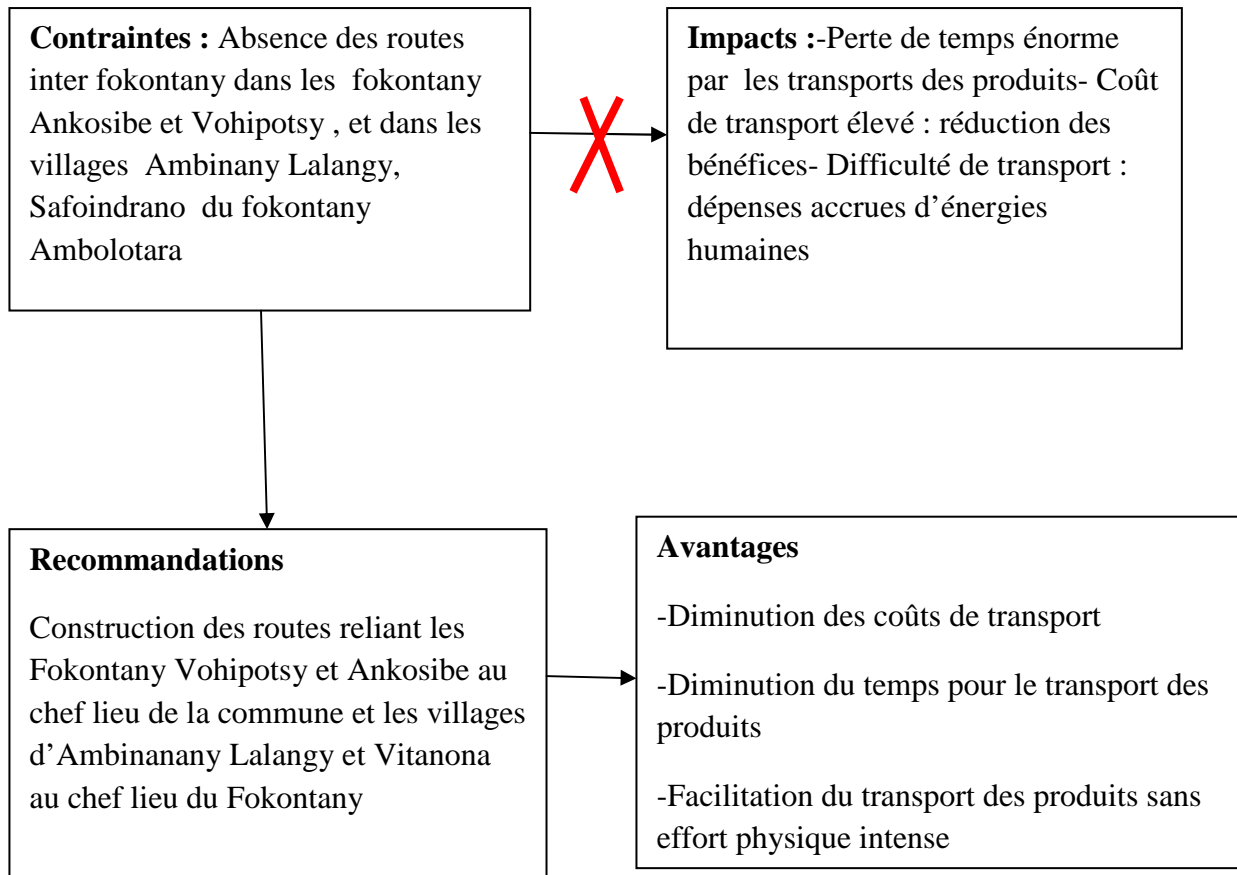 Contraintes : Absence des routes
inter fokontany dans les fokontany
Ankosibe et Vohipotsy , et dans les
villages Ambinany Lalangy,
Safoindrano du fokontany
Ambolotara
Impacts :-Perte de temps énorme
par les transports des produits- Coût
de transport élevé : réduction des
bénéfices- Difficulté de transport :
dépenses accrues d’énergies
humaines
Recommandations
Construction des routes reliant les
Fokontany Vohipotsy et Ankosibe au
chef lieu de la commune et les villages
d’Ambinanany Lalangy et Vitanona
au chef lieu du Fokontany
Avantages
-Diminution des coûts de transport
-Diminution du temps pour le transport des
produits
-Facilitation du transport des produits sans
effort physique intense